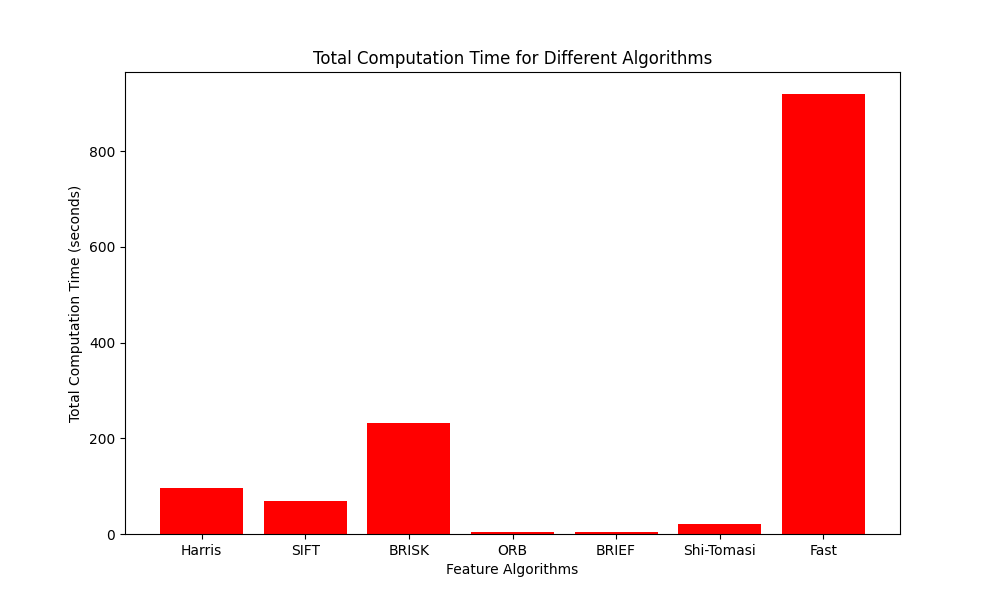 Total Computation Time for Different Algorithms
Total Computation Time (seconds)
800
600
400
200
0
Harris SIFT BRISK ORB BRIEF Shi-Tomasi Fast
Feature Algorithms